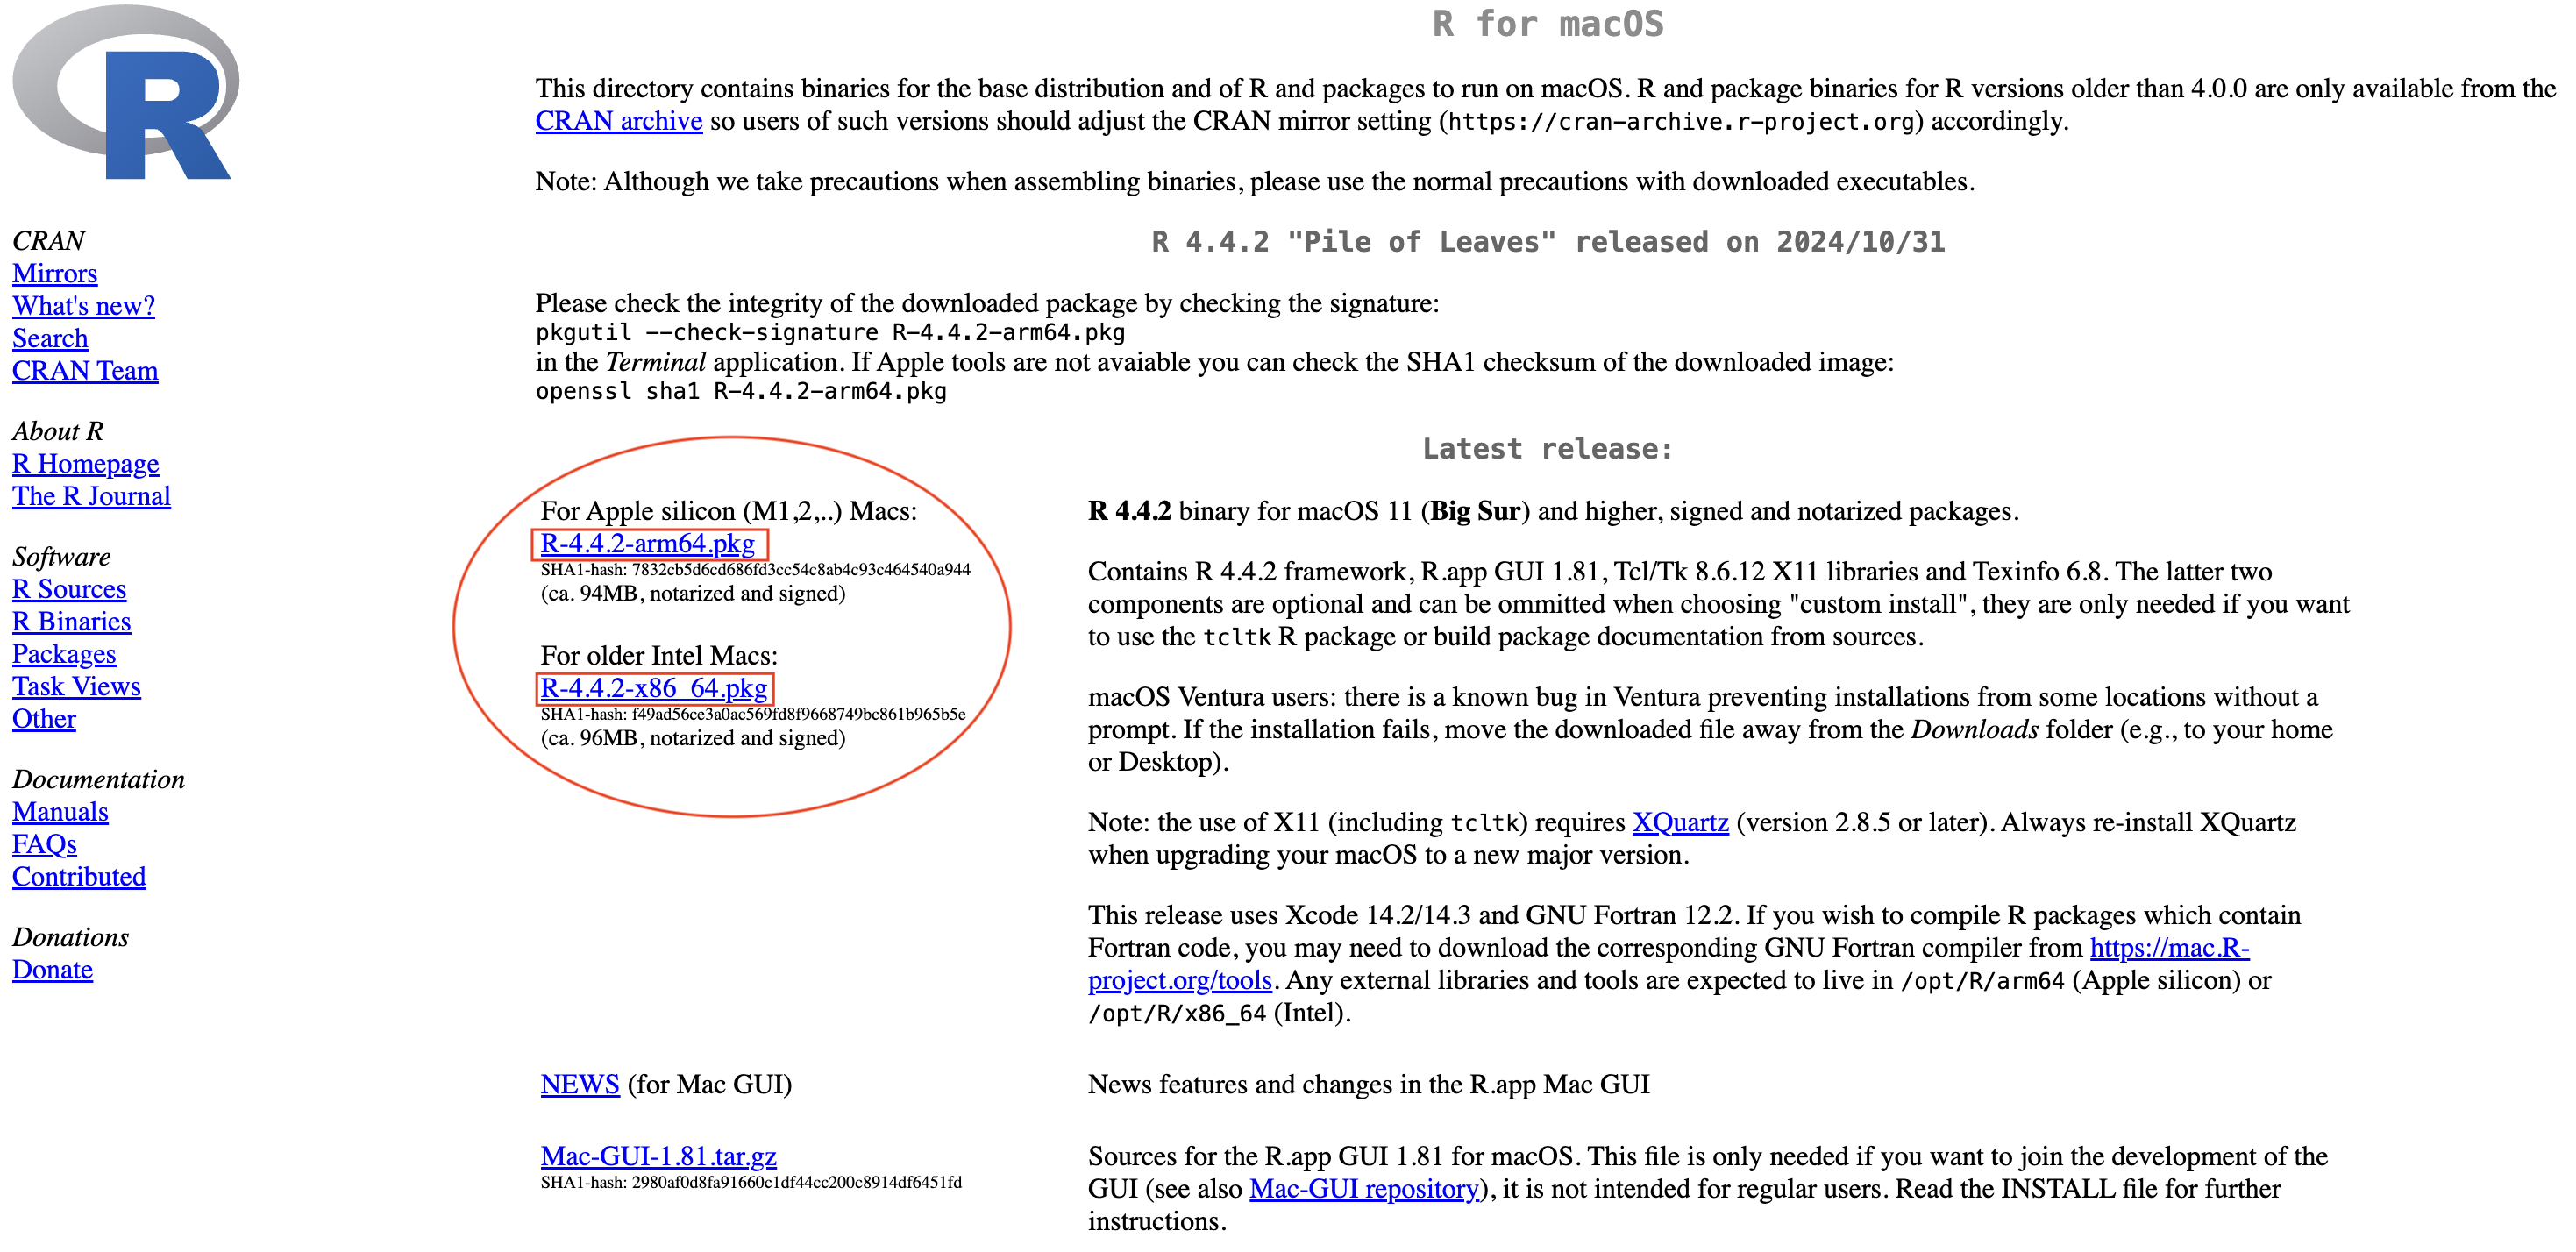 R
CRAN
Mirrors
What's new?
Search
CRAN Team
About R
R Homepage
The R Journal
Software
R Sources
R Binaries
Packages
Task Views
Other
Documentation
Manuals
FAQs
Contributed
Donations
Donate
R for macOS
This directory contains binaries for the base distribution and of R and packages to run on macOS. R and package binaries for R versions older than 4.0.0 are only available from the
CRAN archive so users of such versions should adjust the CRAN mirror setting (https://cran-archive.r-project.org) accordingly.
Note: Although we take precautions when assembling binaries, please use the normal precautions with downloaded executables.
R 4.4.2 "Pile of Leaves" released on 2024/10/31
Please check the integrity of the downloaded package by checking the signature:
pkgutil --check-signature R-4.4.2-arm64.pkg
in the Terminal application. If Apple tools are not avaiable you can check the SHA1 checksum of the downloaded image:
openssl sha1 R-4.4.2-arm64.pkg
Latest release:
For Apple silicon (M1,2,..) Macs:
R-4.4.2-arm64.pkg
SHA1-hash: 7832cb5d6cd686fd3cc54c8ab4c93c464540a944
(ca. 94MB, notarized and signed)
For older Intel Macs:
R-4.4.2-x86_64.pkg
SHA1-hash: f49ad56ce3a0ac569fd8f9668749bc861b965b5e
(ca. 96MB, notarized and signed)
R 4.4.2 binary for macOS 11 (Big Sur) and higher, signed and notarized packages.
Contains R 4.4.2 framework, R.app GUI 1.81, Tcl/Tk 8.6.12 X11 libraries and Texinfo 6.8. The latter two
components are optional and can be ommitted when choosing "custom install", they are only needed if you want
to use the tcltk R package or build package documentation from sources.
macOS Ventura users: there is a known bug in Ventura preventing installations from some locations without a
prompt. If the installation fails, move the downloaded file away from the Downloads folder (e.g., to your home
or Desktop).
Note: the use of X11 (including tcltk) requires XQuartz (version 2.8.5 or later). Always re-install XQuartz
when upgrading your macOS to a new major version.
This release uses Xcode 14.2/14.3 and GNU Fortran 12.2. If you wish to compile R packages which contain
Fortran code, you may need to download the corresponding GNU Fortran compiler from https://mac.R-
project.org/tools. Any external libraries and tools are expected to live in /opt/R/arm64 (Apple silicon) or
/opt/R/x86_64 (Intel).
NEWS (for Mac GUI)
News features and changes in the R.app Mac GUI
Mac-GUI-1.81.tar.gz
SHA1-hash: 2980af0d8fa91660c1df44cc200c8914df6451fd
Sources for the R.app GUI 1.81 for macOS. This file is only needed if you want to join the development of the
GUI (see also Mac-GUI repository), it is not intended for regular users. Read the INSTALL file for further
instructions.